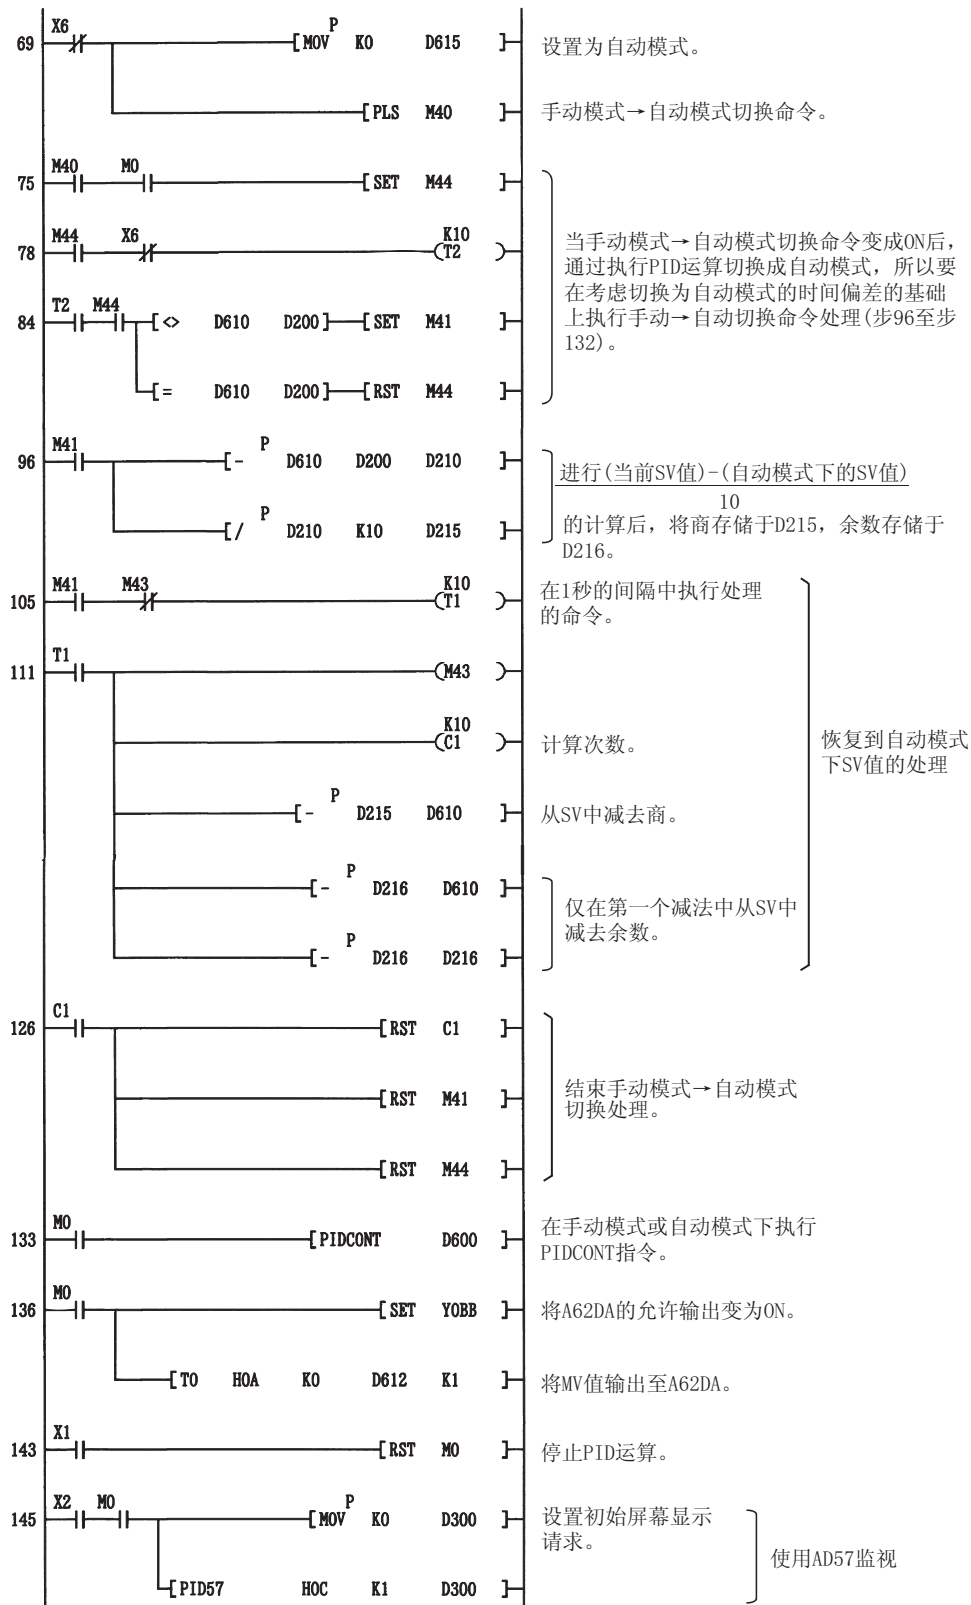 X6
69
[MOV P K0 D615 ]
设置为自动模式。
[PLS M40 ]
手动模式→自动模式切换命令。
M40 M0
75
[SET M44 ]
M44 X6 K10
78
(T2 )
当手动模式→自动模式切换命令变成ON后,
通过执行PID运算切换成自动模式,所以要
在考虑切换为自动模式的时间偏差的基础
上执行手动→自动切换命令处理(步96至步
132)。
T2 M44
84
[<> D610 D200 ] [SET M41 ]
[= D610 D200 ] [RST M44 ]
M41
96
[- P D610 D200 D210 ]
[/ P D210 K10 D215 ]
进行(当前SV值)-(自动模式下的SV值)
10
的计算后,将商存储于D215,余数存储于
D216。
M41 M43 K10
105
(T1 )
在1秒的间隔中执行处理
的命令。
T1
111
(M43 )
K10
(C1 )
计算次数。
[- P D215 D610 ]
从SV中减去商。
[- P D216 D610 ]
[- P D216 D216 ]
仅在第一个减法中从SV中
减去余数。
恢复到自动模式
下SV值的处理
C1
126
[RST C1 ]
[RST M41 ]
[RST M44 ]
结束手动模式→自动模式
切换处理。
M0
133
[PIDCONT D600 ]
在手动模式或自动模式下执行
PIDCONT指令。
M0
136
[SET Y0BB ]
将A62DA的允许输出变为ON。
[TO H0A K0 D612 K1 ]
将MV值输出至A62DA。
X1
143
[RST M0 ]
停止PID运算。
X2 M0
145
[MOV P K0 D300 ]
设置初始屏幕显示
请求。
[PID57 H0C K1 D300 ]
使用AD57监视